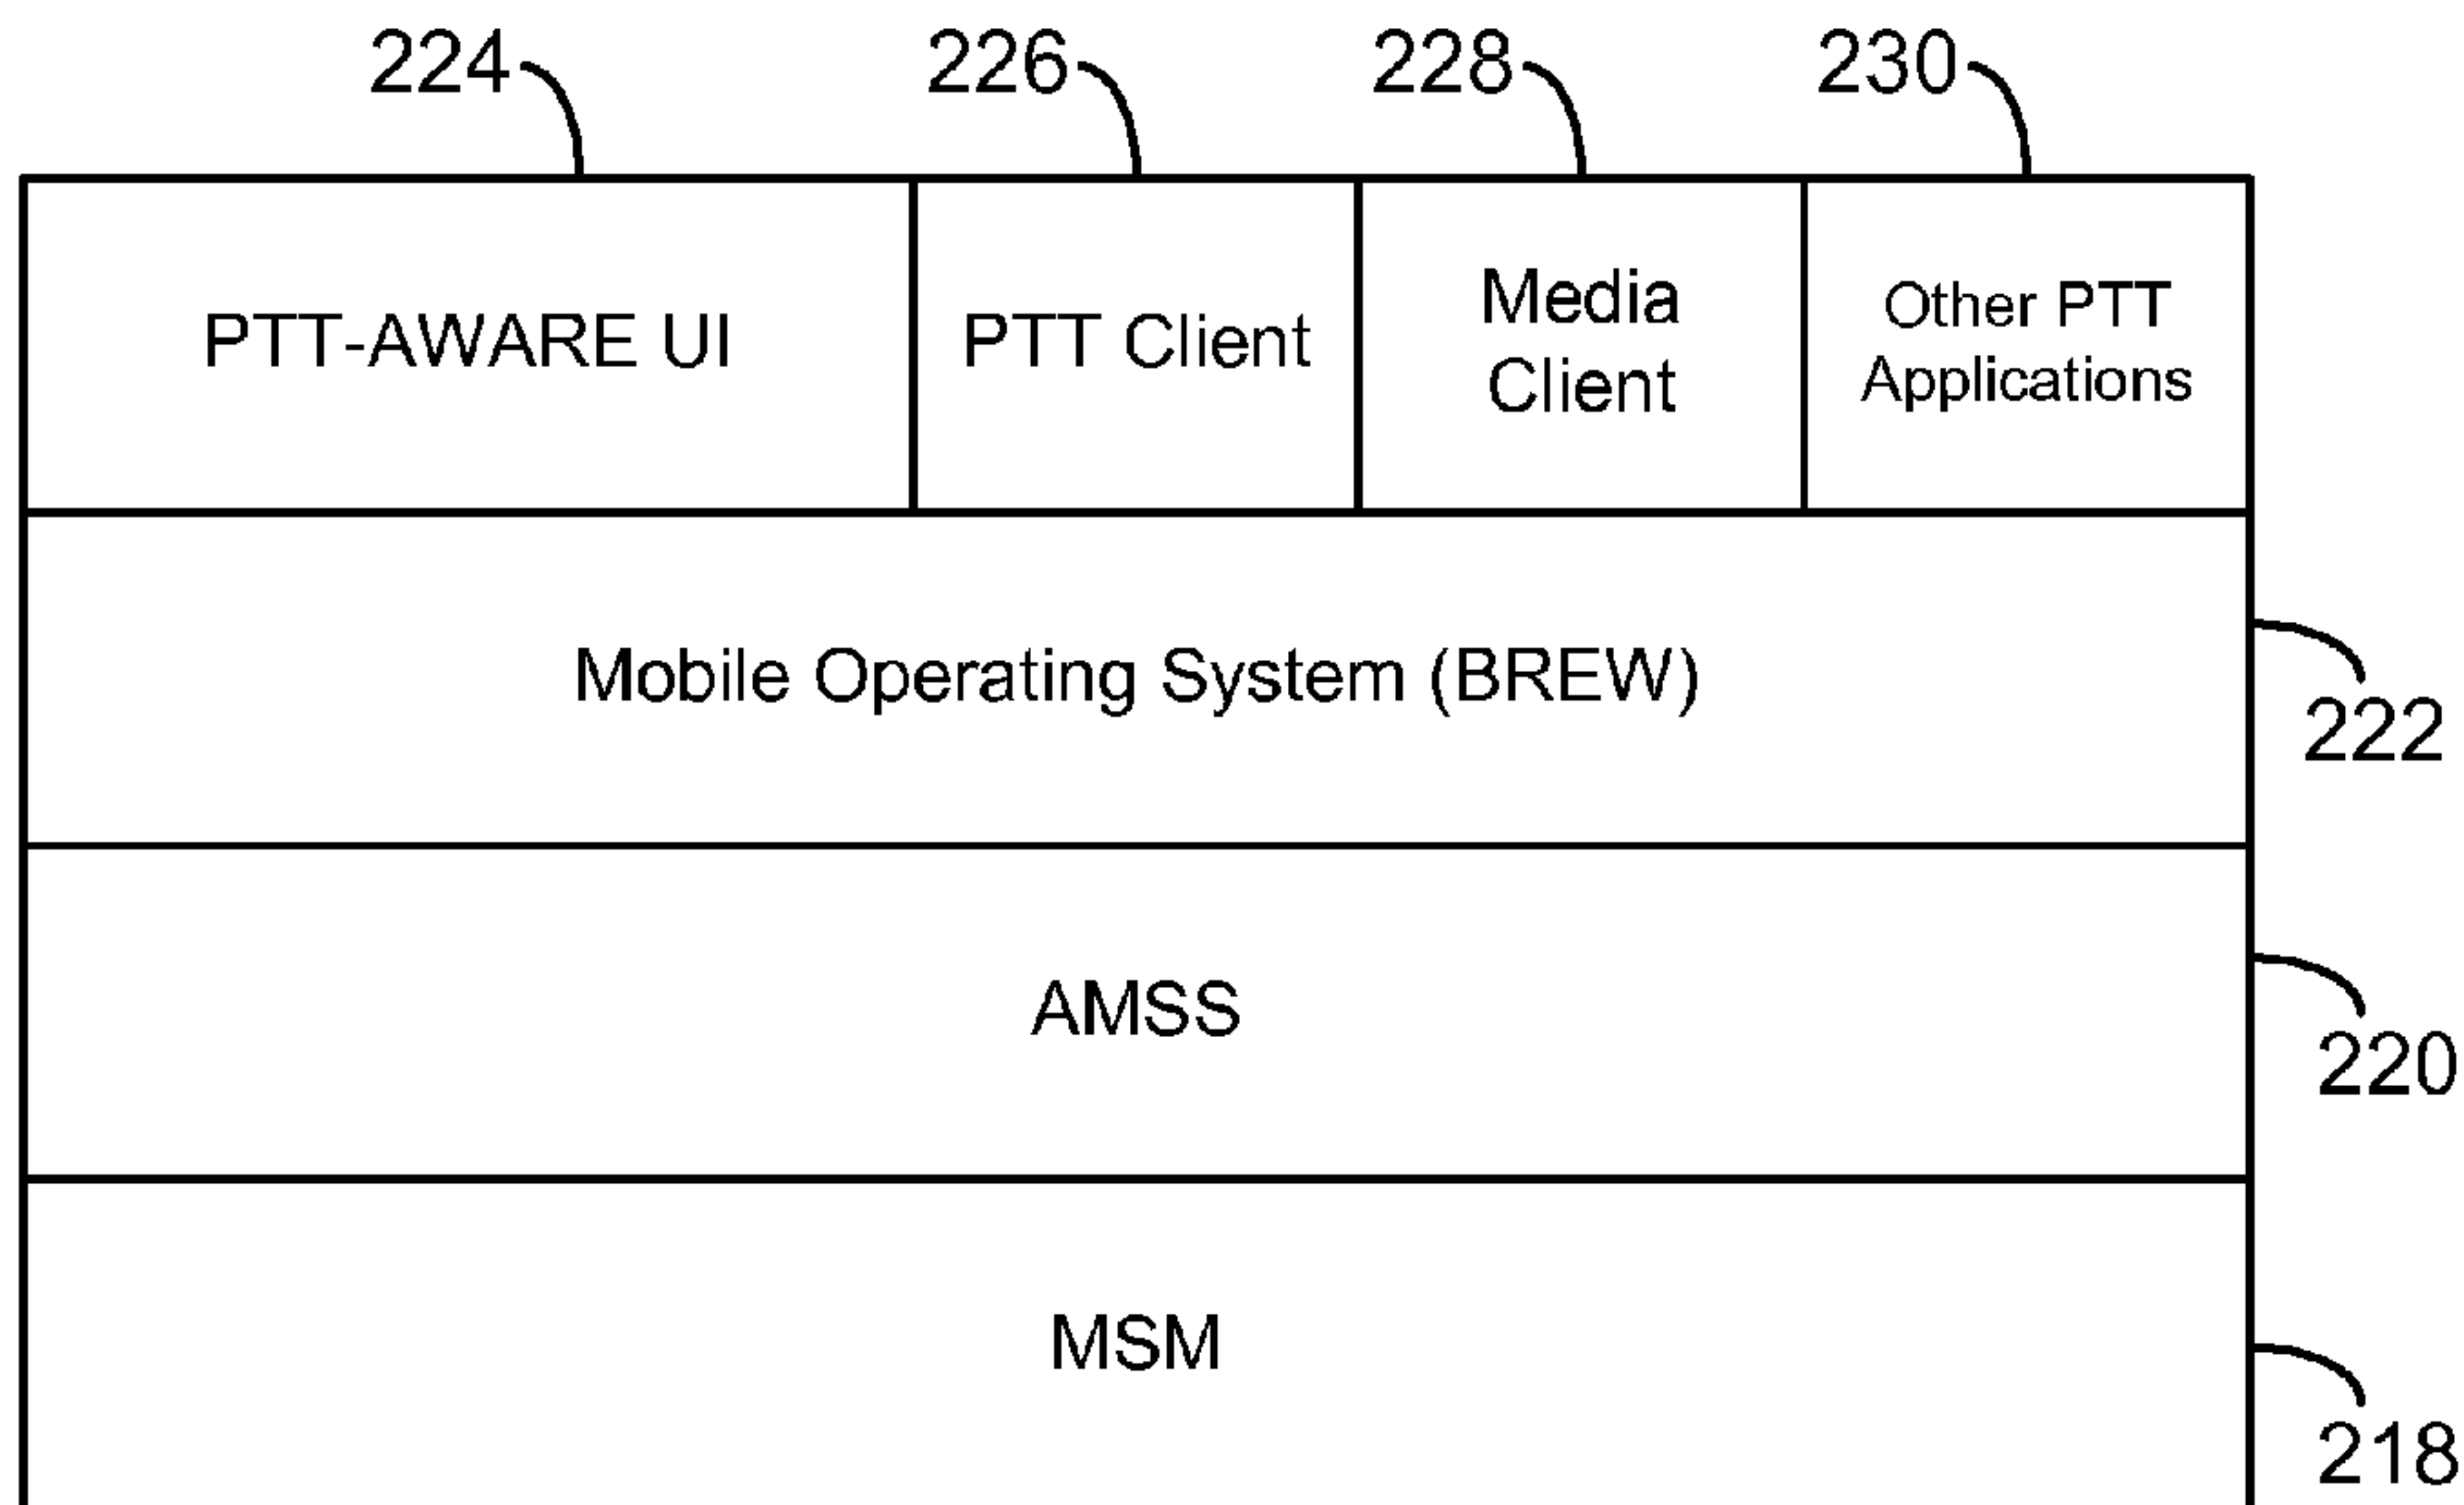 224
226
228
230
PTT-AWARE UI
PTT Client
Media
Client
Other PTT
Applications
Mobile Operating System (BREW)
222
AMSS
220
MSM
218